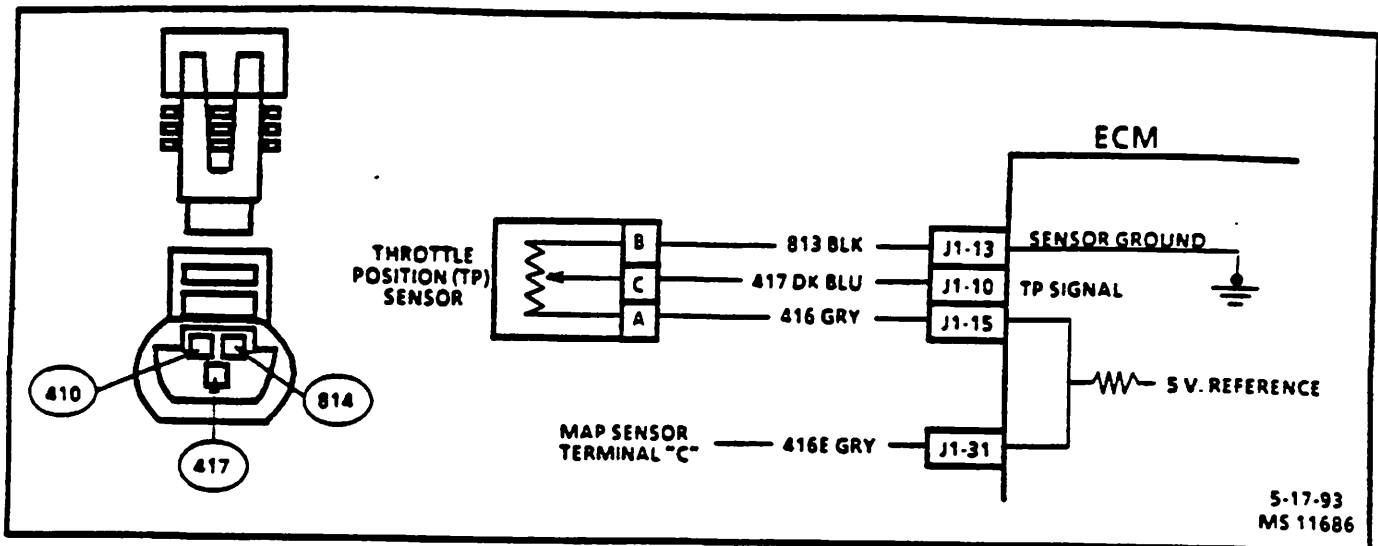 ECM
THROTTLE
POSITION (TP)
SENSOR
B
813 BLK
J1-13
SENSOR GROUND
C
417 DK BLU
J1-10
TP SIGNAL
A
416 GRY
J1-15
5 V. REFERENCE
MAP SENSOR
TERMINAL "C"
416E GRY
J1-31
410
814
417
5-17-93
MS 11686